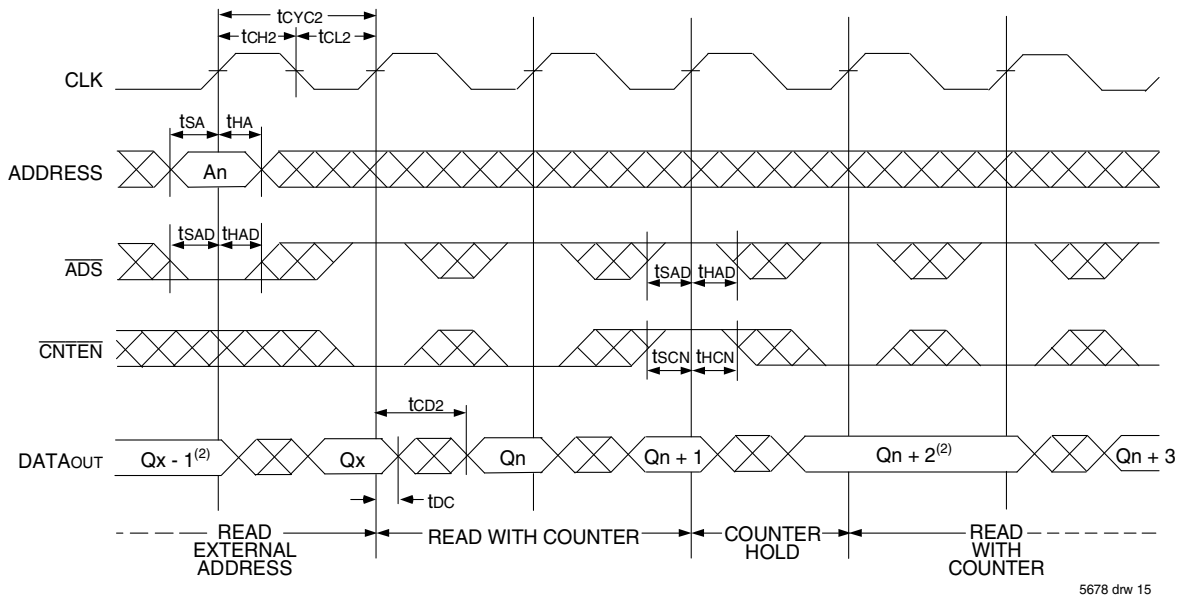 tCYC2
tCH2 tCL2
CLK
tSA tHA
ADDRESS An
tSAD tHAD
ADS
tSAD tHAD
CNTEN
tSCN tHCN
tCD2
DATAOUT Qx - 1(2) Qx Qn Qn + 1 Qn + 2(2) Qn + 3
tDC
READ EXTERNAL ADDRESS
READ WITH COUNTER
COUNTER HOLD
READ WITH COUNTER
5678 drw 15